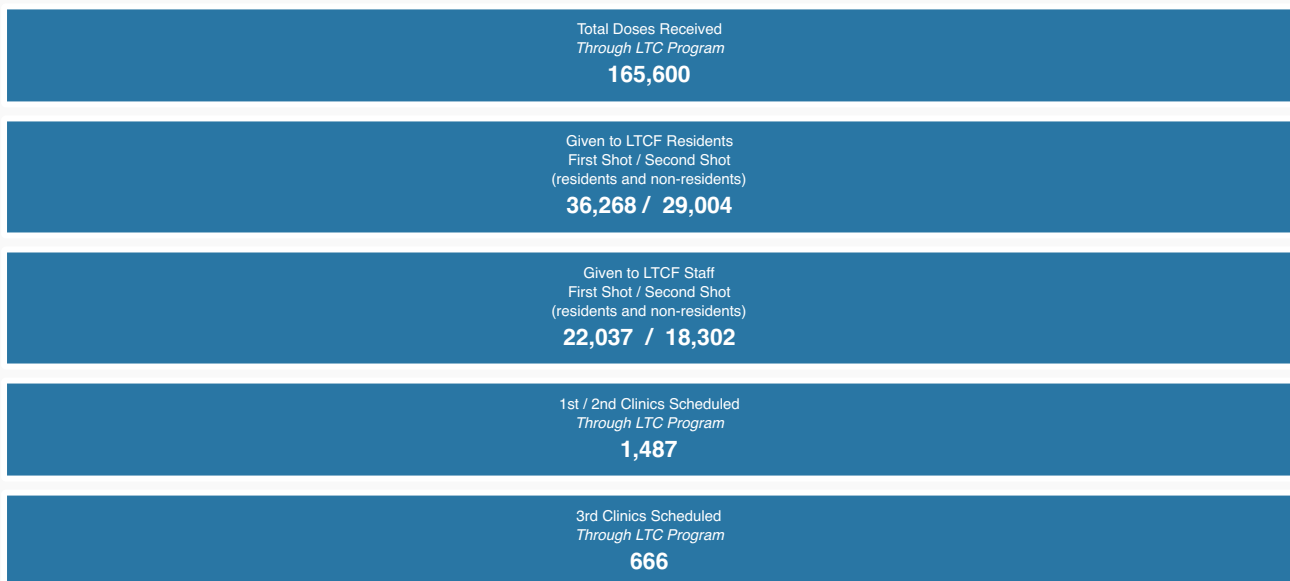 Total Doses Received
Through LTC Program
165,600
Given to LTCF Residents
First Shot / Second Shot
(residents and non-residents)
36,268 / 29,004
Given to LTCF Staff
First Shot / Second Shot
(residents and non-residents)
22,037 / 18,302
1st / 2nd Clinics Scheduled
Through LTC Program
1,487
3rd Clinics Scheduled
Through LTC Program
666